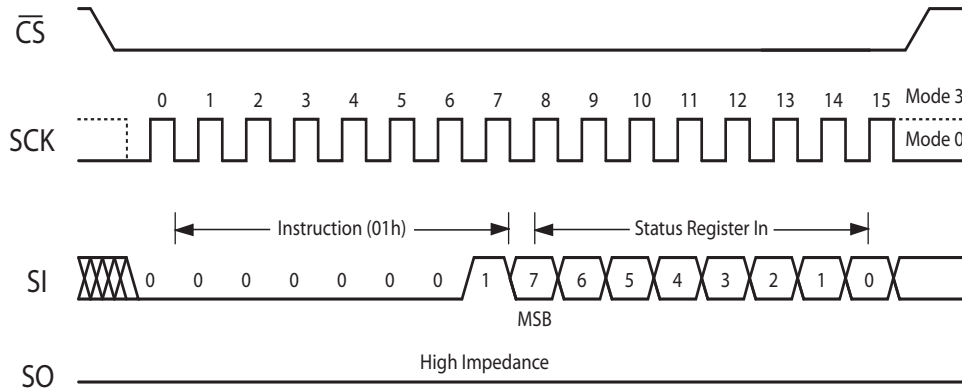 C̅S̅
0 1 2 3 4 5 6 7 8 9 10 11 12 13 14 15 Mode 3
SCK
Mode 0
Instruction (01h) Status Register In
SI 0 0 0 0 0 0 0 1 7 6 5 4 3 2 1 0
MSB
High Impedance
SO